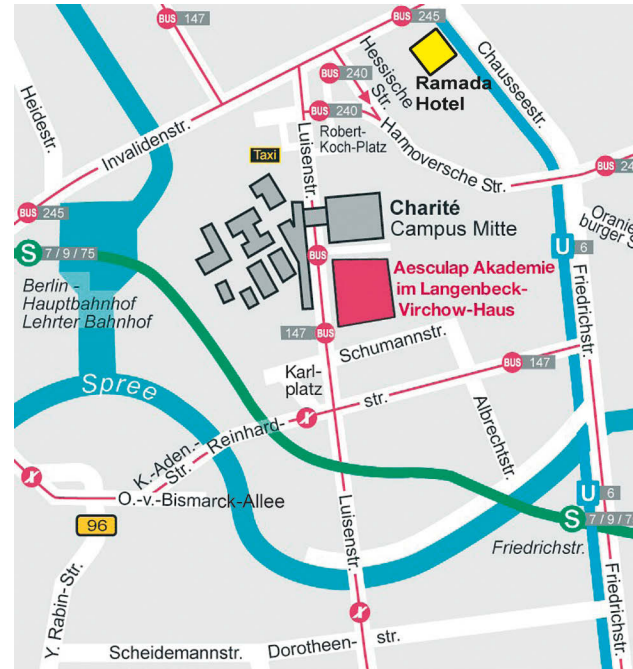 BUS 147
BUS 245
Hessische
Str.
BUS 240
Ramada
Hotel
Chausseestr.
Heidestr.
Invalidenstr.
BUS 240
Robert-
Koch-Platz
Hannoversche Str.
Taxi
Luisenstr.
BUS 24
BUS 245
Charité
Campus Mitte
Oranien
burger S
S 7 / 9 / 75
U 6
BUS
Aesculap Akademie
im Langenbeck-
Virchow-Haus
Berlin -
Hauptbahnhof
Lehrter Bahnhof
Friedrichstr.
147 BUS
Schumannstr.
BUS 147
Karl-
platz
Spree
Albrechtstr.
K.-Aden.-
Str.
Reinhard-
str.
O.-v.-Bismarck-Allee
96
U 6
S 7 / 9 / 7
Luisenstr.
Friedrichstr.
Friedrichstr.
Y. Rabin-Str.
Scheidemannstr.
Dorotheen-
str.